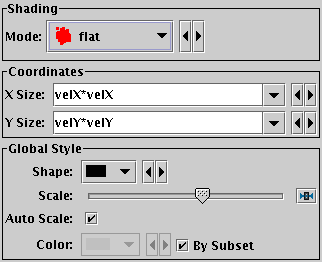 Shading
Mode: flat
Coordinates
X Size: velX*velX
Y Size: velY*velY
Global Style
Shape:
Scale:
Auto Scale:
Color: By Subset